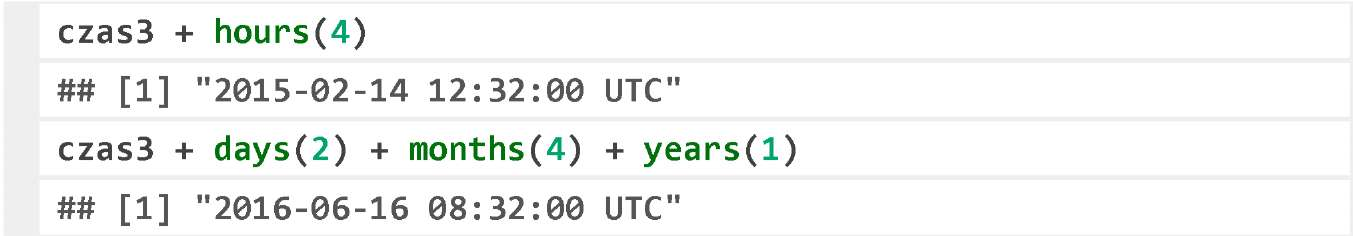 czas3 + hours(4)
## [1] "2015-02-14 12:32:00 UTC"
czas3 + days(2) + months(4) + years(1)
## [1] "2016-06-16 08:32:00 UTC"